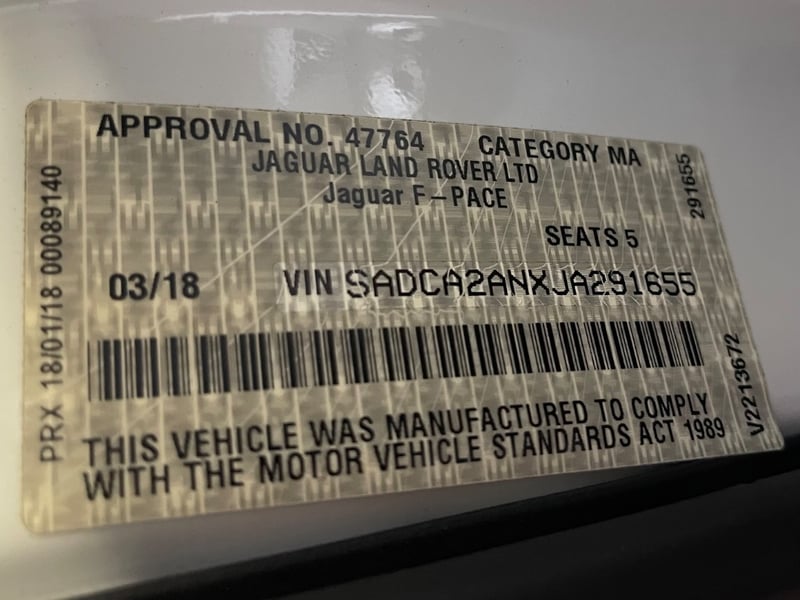 APPROVAL NO. 47764 CATEGORY MA
JAGUAR LAND ROVER LTD
Jaguar F-PACE
SEATS 5
03/18 VIN SADCA2ANXJA291655
THIS VEHICLE WAS MANUFACTURED TO COMPLY
WITH THE MOTOR VEHICLE STANDARDS ACT 1989
PRX 18/01/18 00089140
291655
V2213672